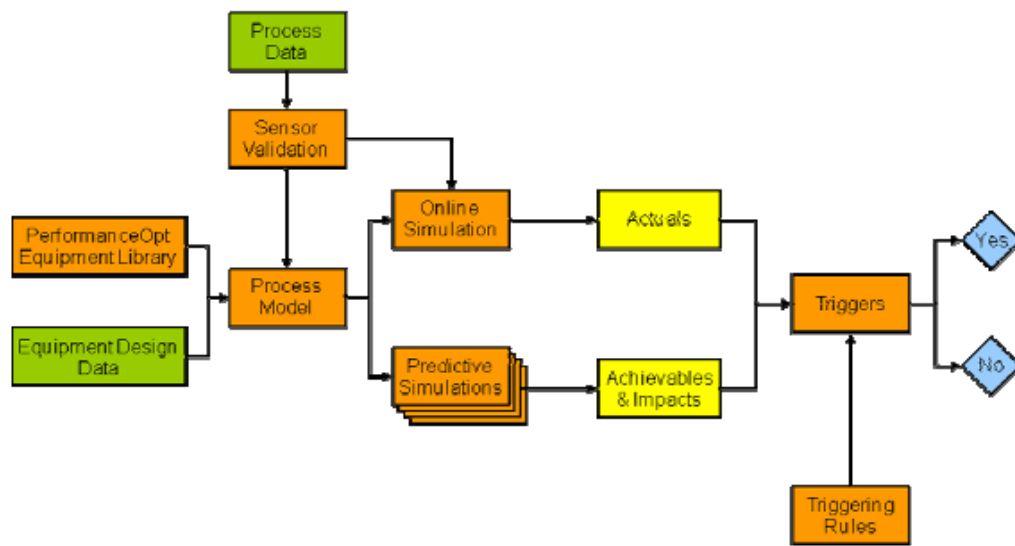 Process
Data
Sensor
Validation
Online
Simulation
Actuals
Yes
PerformanceOpt
Equipment Library
Process
Model
Triggers
Equipment Design
Data
Predictive
Simulations
Achievables
& Impacts
No
Triggering
Rules